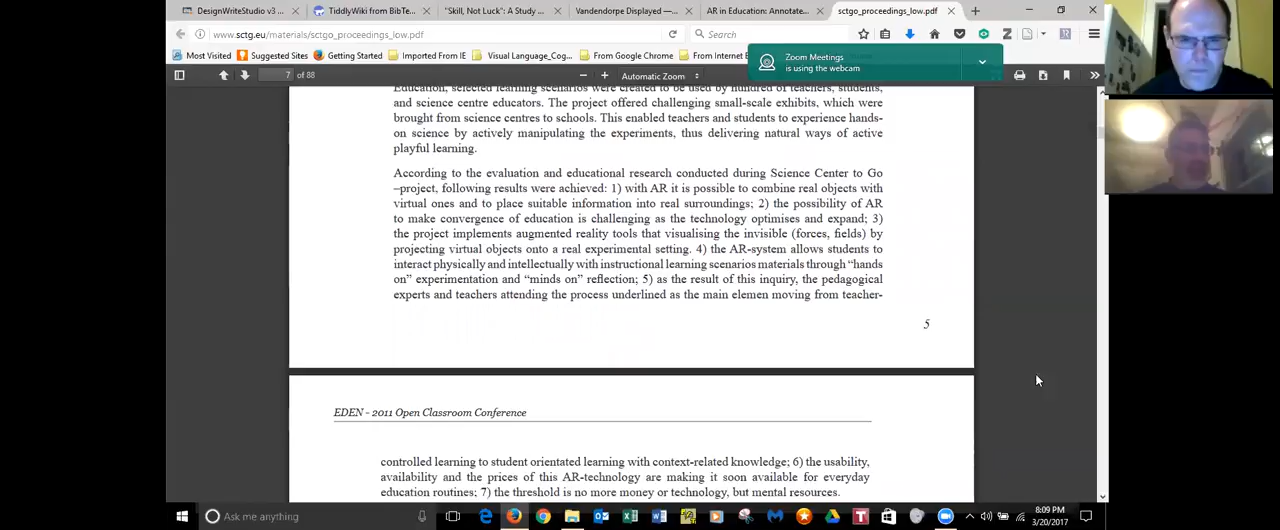 DesignWriteStudio v3 ...
TiddlyWiki from BibTe...
"Skill, Not Luck": A Study ...
Vandendorpe Displayed —...
AR in Education: Annotate...
sctgo_proceedings_low.pdf
www.sctg.eu/materials/sctgo_proceedings_low.pdf
Search
Most Visited
Suggested Sites
Getting Started
Imported From IE
Visual Language_Cog...
From Google Chrome
From Internet E
Zoom Meetings
is using the webcam
7 of 88
Automatic Zoom
Education, selected learning scenarios were created to be used by hundred of teachers, students,
and science centre educators. The project offered challenging small-scale exhibits, which were
brought from science centres to schools. This enabled teachers and students to experience hands-
on science by actively manipulating the experiments, thus delivering natural ways of active
playful learning.
According to the evaluation and educational research conducted during Science Center to Go
–project, following results were achieved: 1) with AR it is possible to combine real objects with
virtual ones and to place suitable information into real surroundings; 2) the possibility of AR
to make convergence of education is challenging as the technology optimises and expand; 3)
the project implements augmented reality tools that visualising the invisible (forces, fields) by
projecting virtual objects onto a real experimental setting. 4) the AR-system allows students to
interact physically and intellectually with instructional learning scenarios materials through “hands
on” experimentation and “minds on” reflection; 5) as the result of this inquiry, the pedagogical
experts and teachers attending the process underlined as the main elemen moving from teacher-
5
EDEN - 2011 Open Classroom Conference
controlled learning to student orientated learning with context-related knowledge; 6) the usability,
availability and the prices of this AR-technology are making it soon available for everyday
education routines; 7) the threshold is no more money or technology, but mental resources.
Ask me anything
8:09 PM
3/20/2017